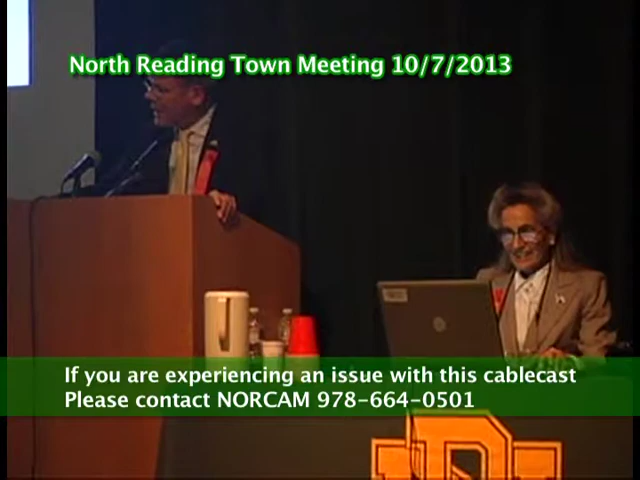 North Reading Town Meeting 10/7/2013
If you are experiencing an issue with this cablecast
Please contact NORCAM 978-664-0501